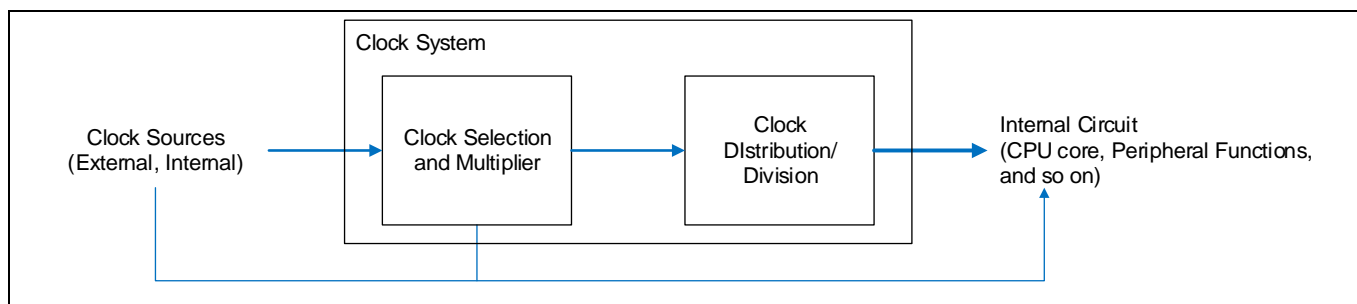 Clock System
Clock Sources
(External, Internal)
Clock Selection
and Multiplier
Clock
DIstribution/
Division
Internal Circuit
(CPU core, Peripheral Functions,
and so on)